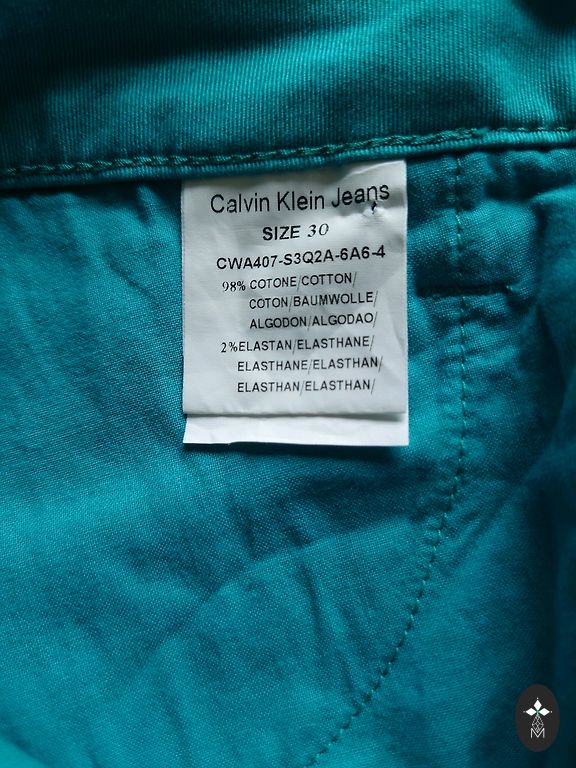 Calvin Klein Jeans
SIZE 30
CWA407-S3Q2A-6A6-4
98% COTONE/COTTON/
COTON/BAUMWOLLE/
ALGODON/ALGODAO/
2%ELASTAN/ELASTHANE/
ELASTHANE/ELASTHAN/
ELASTHAN/ELASTHAN/
M